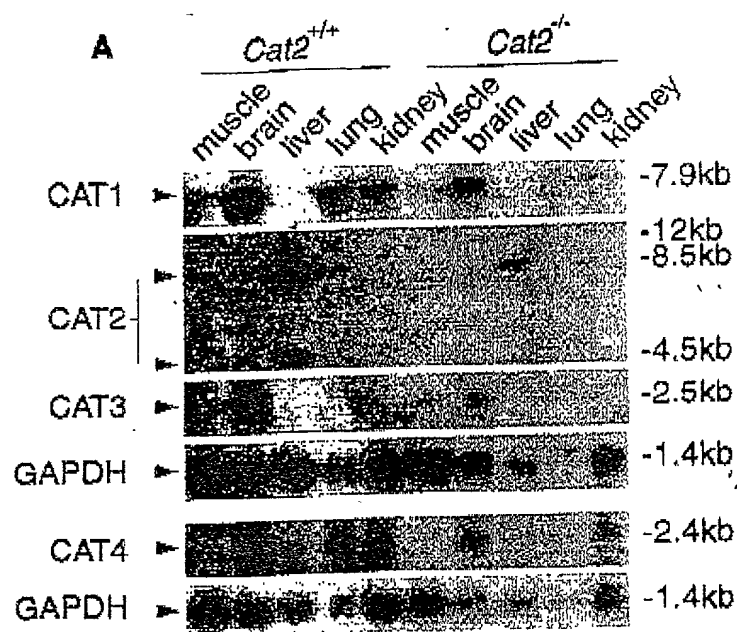 A
Cat2+/+ Cat2-/-
muscle brain liver lung kidney muscle brain liver lung kidney
CAT1 -7.9kb
-12kb
-8.5kb
CAT2
-4.5kb
CAT3 -2.5kb
GAPDH -1.4kb
CAT4 -2.4kb
GAPDH -1.4kb